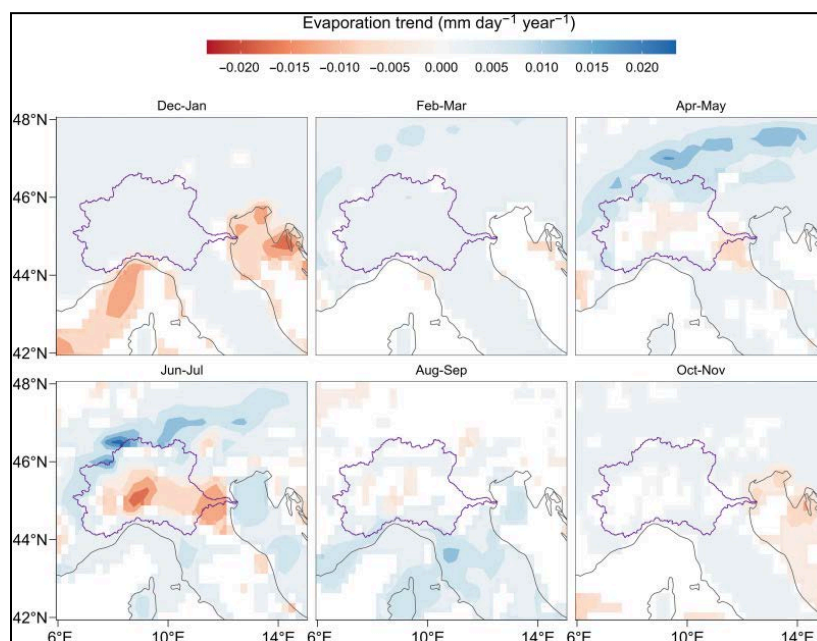 Evaporation trend (mm day⁻¹ year⁻¹)
−0.020 −0.015 −0.010 −0.005 0.000 0.005 0.010 0.015 0.020
Dec-Jan Feb-Mar Apr-May
48°N
46°N
44°N
42°N
Jun-Jul Aug-Sep Oct-Nov
48°N
46°N
44°N
42°N
6°E 10°E 14°E 6°E 10°E 14°E 6°E 10°E 14°E